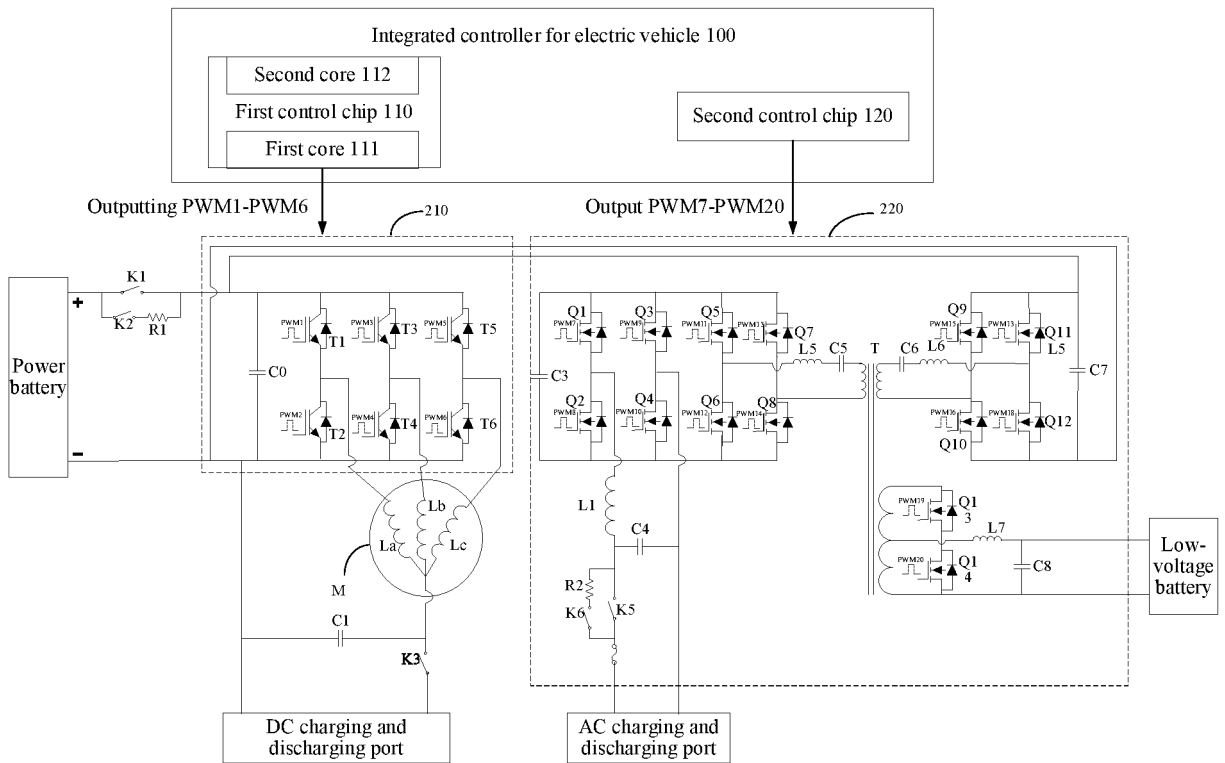 Integrated controller for electric vehicle 100
Second core 112
First control chip 110
First core 111
Second control chip 120
Outputting PWM1-PWM6
210
Output PWM7-PWM20
220
Power
battery
+
−
K1
K2
R1
C0
PWM1
T1
PWM3
T3
PWM5
T5
PWM2
T2
PWM4
T4
PWM6
T6
La
Lb
Lc
M
C1
K3
DC charging and
discharging port
C3
Q1
PWM7
Q3
PWM9
Q5
PWM11
PWM13
Q7
Q2
PWM8
Q4
PWM10
Q6
PWM12
PWM14
Q8
L5
C5
T
C6
L6
Q9
PWM15
PWM13
Q11
L5
C7
PWM16
Q10
PWM18
Q12
L1
C4
R2
K6
K5
AC charging and
discharging port
PWM19
Q1
3
PWM20
Q1
4
L7
C8
Low-
voltage
battery